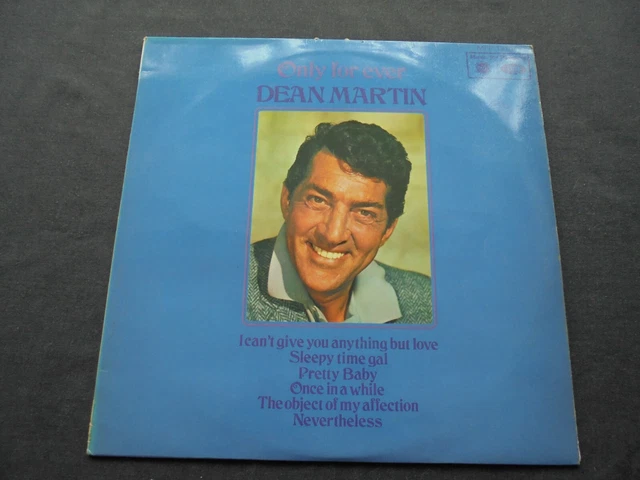 Only for ever
DEAN MARTIN
I can't give you anything but love
Sleepy time gal
Pretty Baby
Once in a while
The object of my affection
Nevertheless